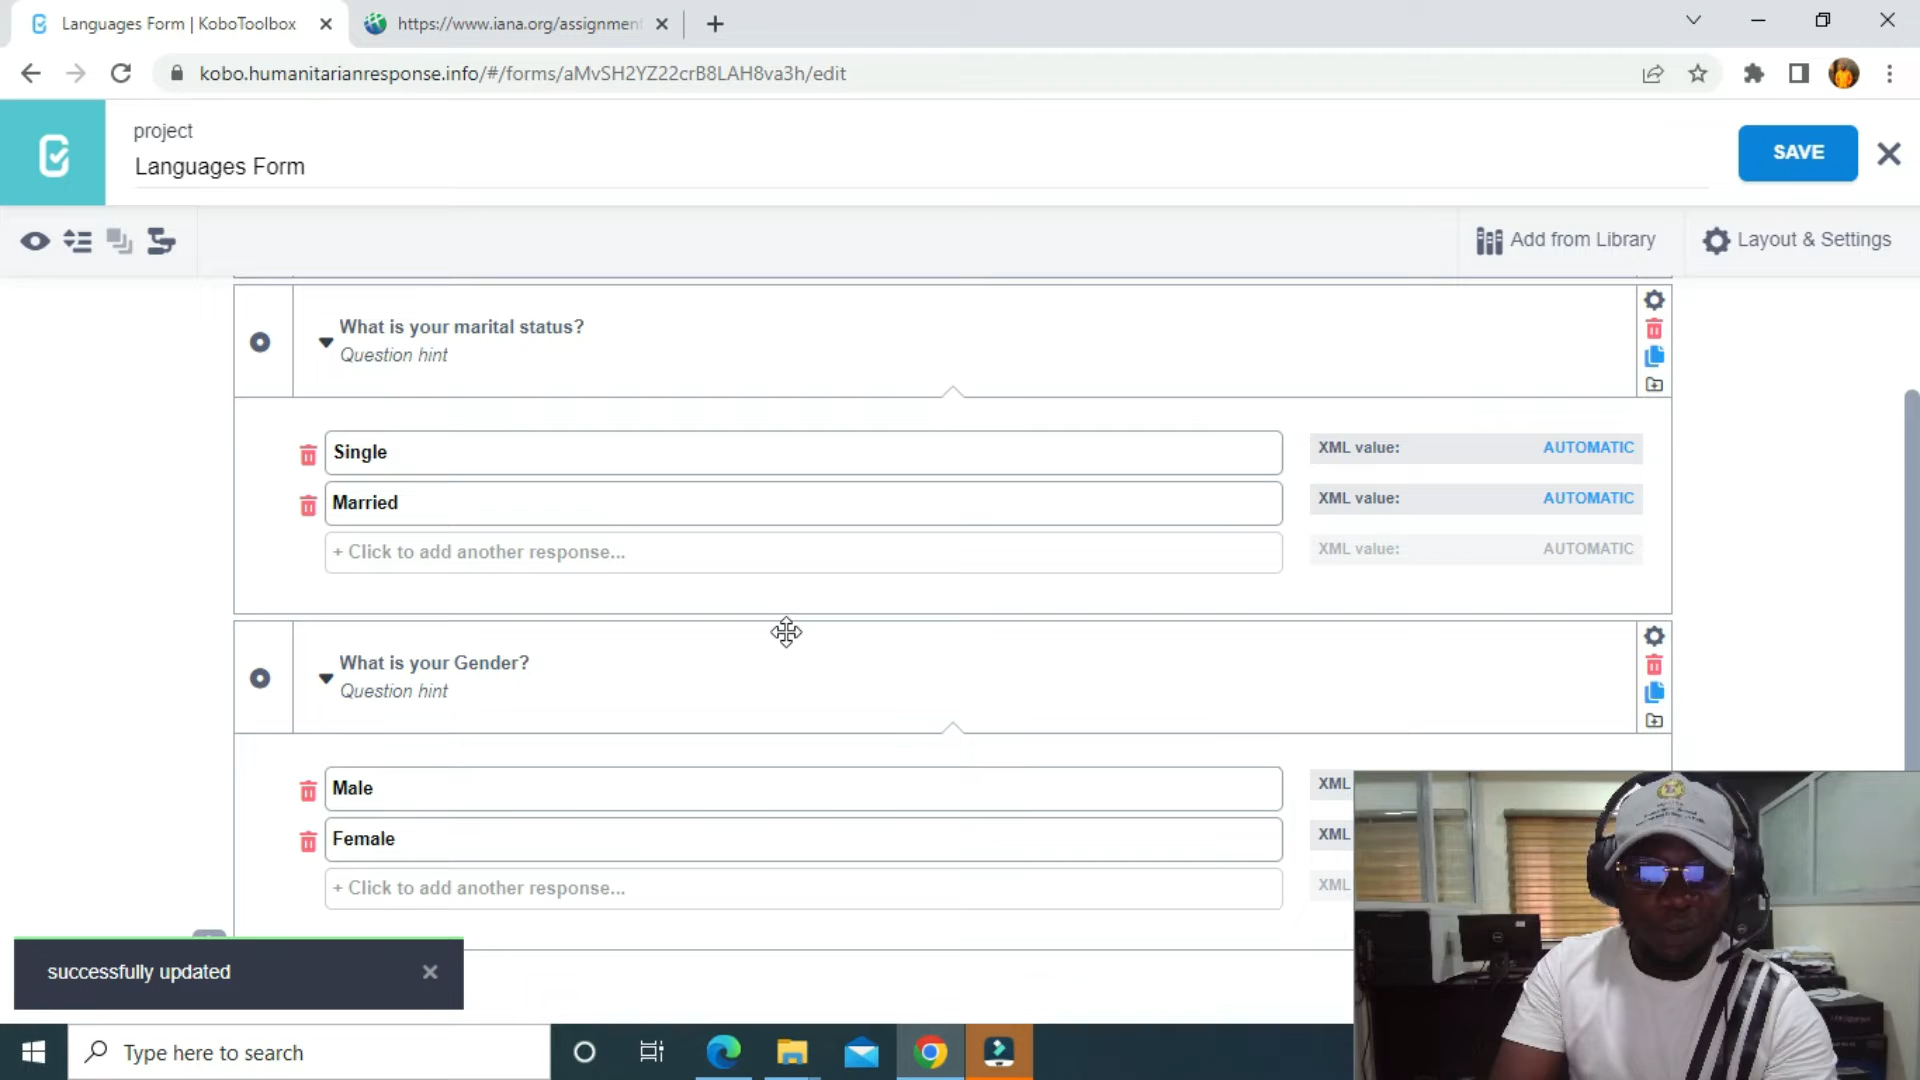 Languages Form | KoboToolbox
https://www.iana.org/assignmen
kobo.humanitarianresponse.info/#/forms/aMvSH2YZ22crB8LAH8va3h/edit
project
Languages Form
SAVE
Add from Library
Layout & Settings
What is your marital status?
Question hint
Single
XML value: AUTOMATIC
Married
XML value: AUTOMATIC
+ Click to add another response...
XML value: AUTOMATIC
What is your Gender?
Question hint
Male
XML
Female
XML
+ Click to add another response...
XML
successfully updated
Type here to search